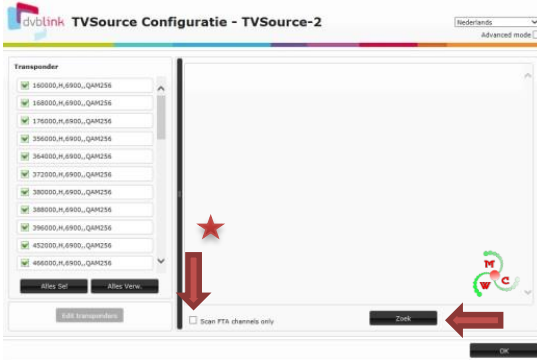 dvblink TVSource Configuratie - TVSource-2
Nederlands
Advanced mode
Transponder
160000,H,6900,,QAM256
168000,H,6900,,QAM256
176000,H,6900,,QAM256
356000,H,6900,,QAM256
364000,H,6900,,QAM256
372000,H,6900,,QAM256
380000,H,6900,,QAM256
388000,H,6900,,QAM256
396000,H,6900,,QAM256
452000,H,6900,,QAM256
466000,H,6900,,QAM256
Alles Sel
Alles Verw.
Edit transponders
Scan FTA channels only
Zoek
M
W C
OK